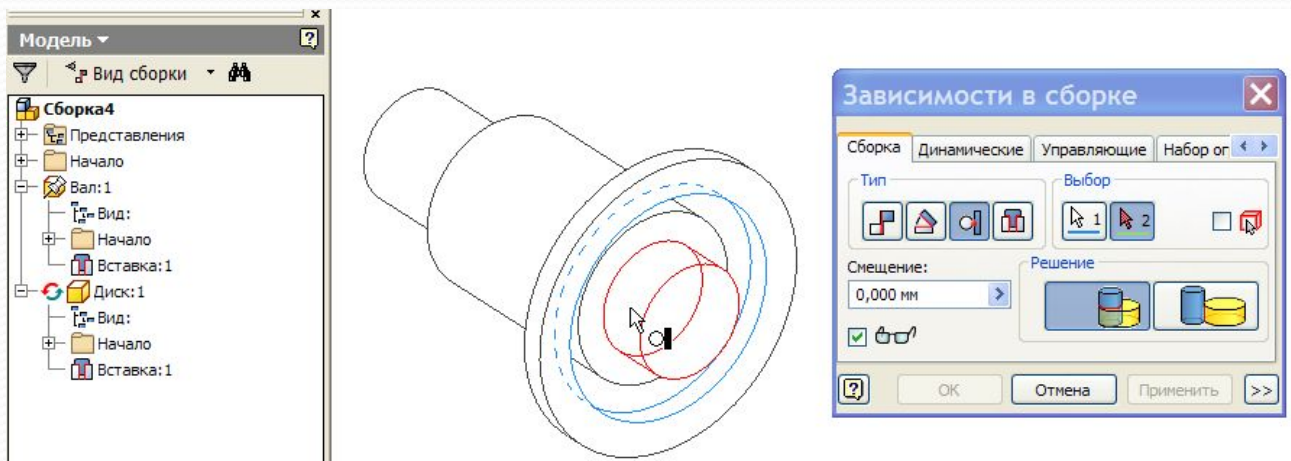 Модель
Вид сборки
Сборка4
Представления
Начало
Вал:1
Вид:
Начало
Вставка:1
Диск:1
Вид:
Начало
Вставка:1
Зависимости в сборке
Сборка Динамические Управляющие Набор ог
Тип Выбор
1 2
Смещение: Решение
0,000 мм
ОК Отмена Применить >>